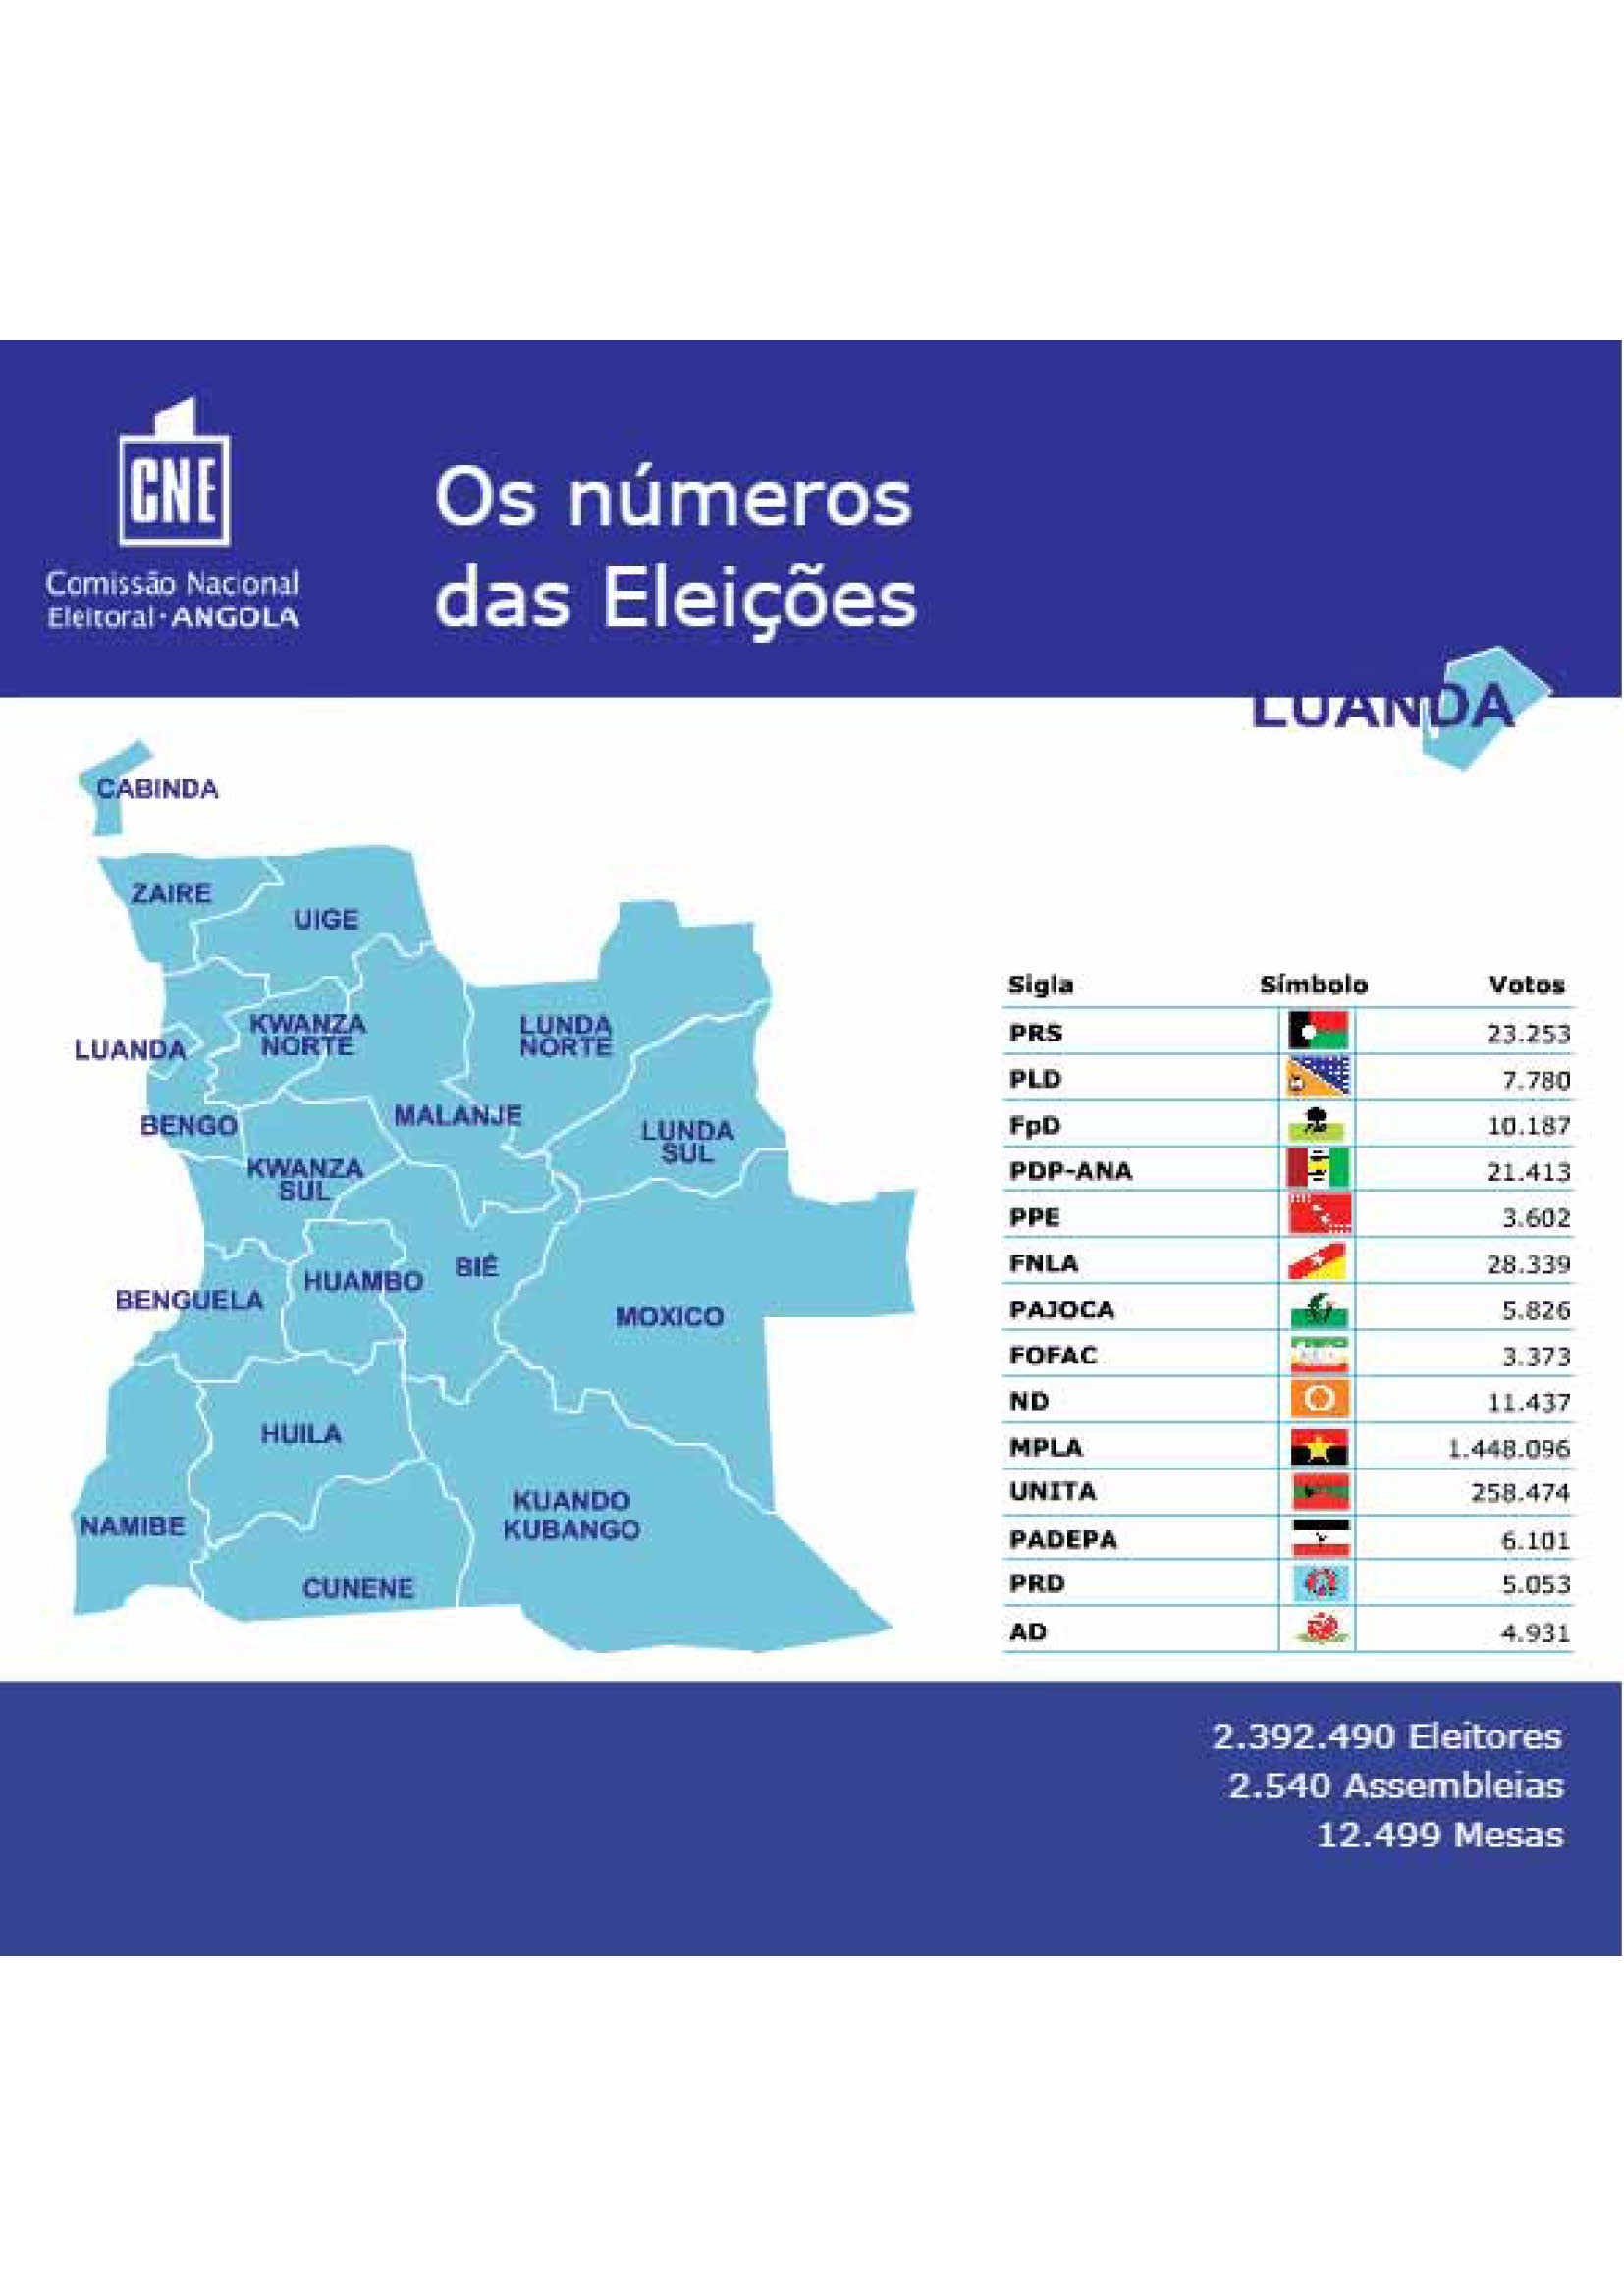 CNE
Comissão Nacional
Eleitoral · ANGOLA
Os números
das Eleições
LUANDA
CABINDA
ZAIRE
UIGE
KWANZA
NORTE
LUNDA
NORTE
LUANDA
MALANJE
BENGO
LUNDA
SUL
KWANZA
SUL
BIÉ
HUAMBO
BENGUELA
MOXICO
HUILA
KUANDO
KUBANGO
NAMIBE
CUNENE
Sigla Símbolo Votos
PRS 23.253
PLD 7.780
FpD 10.187
PDP-ANA 21.413
PPE 3.602
FNLA 28.339
PAJOCA 5.826
FOFAC 3.373
ND 11.437
MPLA 1.448.096
UNITA 258.474
PADEPA 6.101
PRD 5.053
AD 4.931
2.392.490 Eleitores
2.540 Assembleias
12.499 Mesas